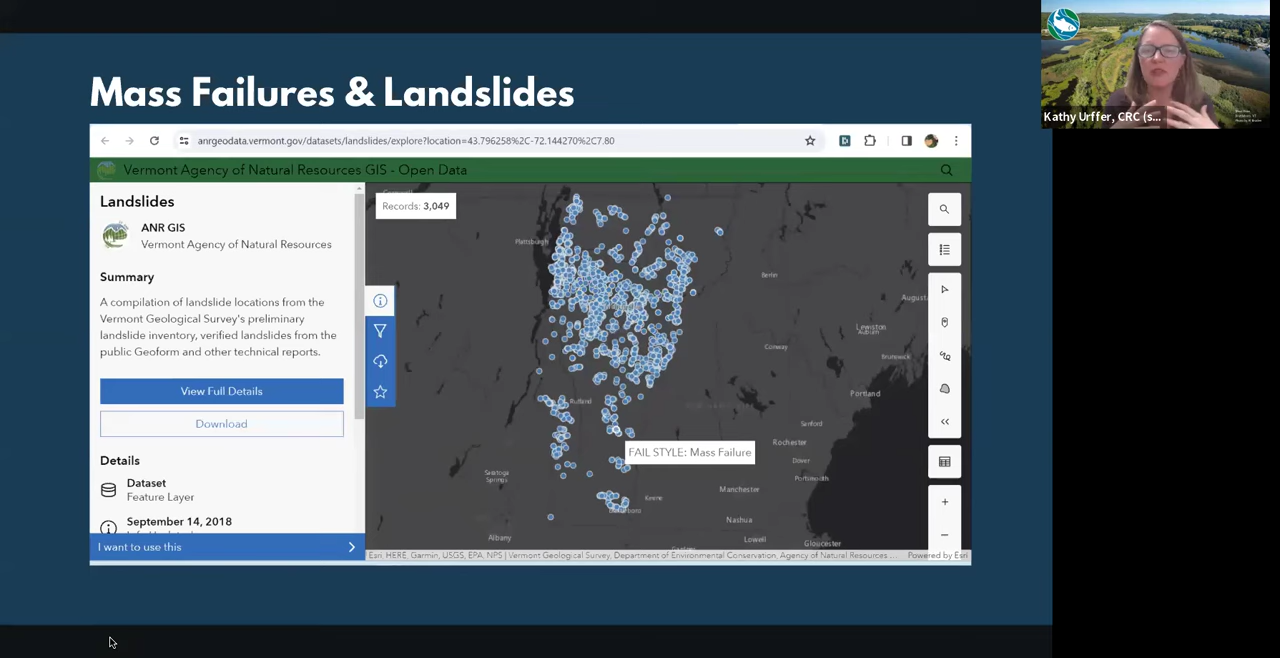 Mass Failures & Landslides
anrgeodata.vermont.gov/datasets/landslides/explore?location=43.796258%2C-72.144270%2C7.80
Vermont Agency of Natural Resources GIS - Open Data
Landslides
ANR GIS
Vermont Agency of Natural Resources
Summary
A compilation of landslide locations from the
Vermont Geological Survey's preliminary
landslide inventory, verified landslides from the
public Geoform and other technical reports.
View Full Details
Download
Details
Dataset
Feature Layer
September 14, 2018
I want to use this
Records: 3,049
Plattsburgh
Berlin
Augusta
Lewiston
Auburn
Conway
Brunswick
Rutland
Portland
Sanford
Rochester
FAIL STYLE: Mass Failure
Dover
Saratoga
Springs
Portsmouth
Keene
Manchester
Nashua
Albany
Lowell
Gloucester
Esri, HERE, Garmin, USGS, EPA, NPS | Vermont Geological Survey, Department of Environmental Conservation, Agency of Natural Resources ...
Powered by Esri
Kathy Urffer, CRC (s...